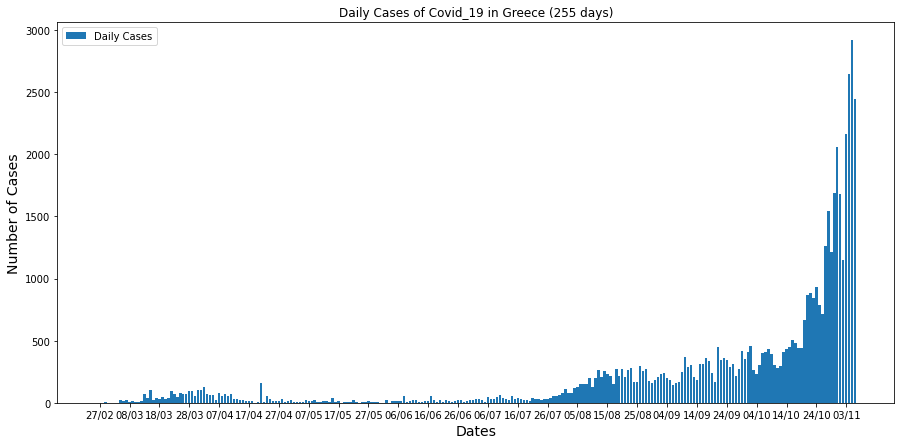 Daily Cases of Covid_19 in Greece (255 days)
Daily Cases
Number of Cases
3000
2500
2000
1500
1000
500
0
27/02 08/03 18/03 28/03 07/04 17/04 27/04 07/05 17/05 27/05 06/06 16/06 26/06 06/07 16/07 26/07 05/08 15/08 25/08 04/09 14/09 24/09 04/10 14/10 24/10 03/11
Dates